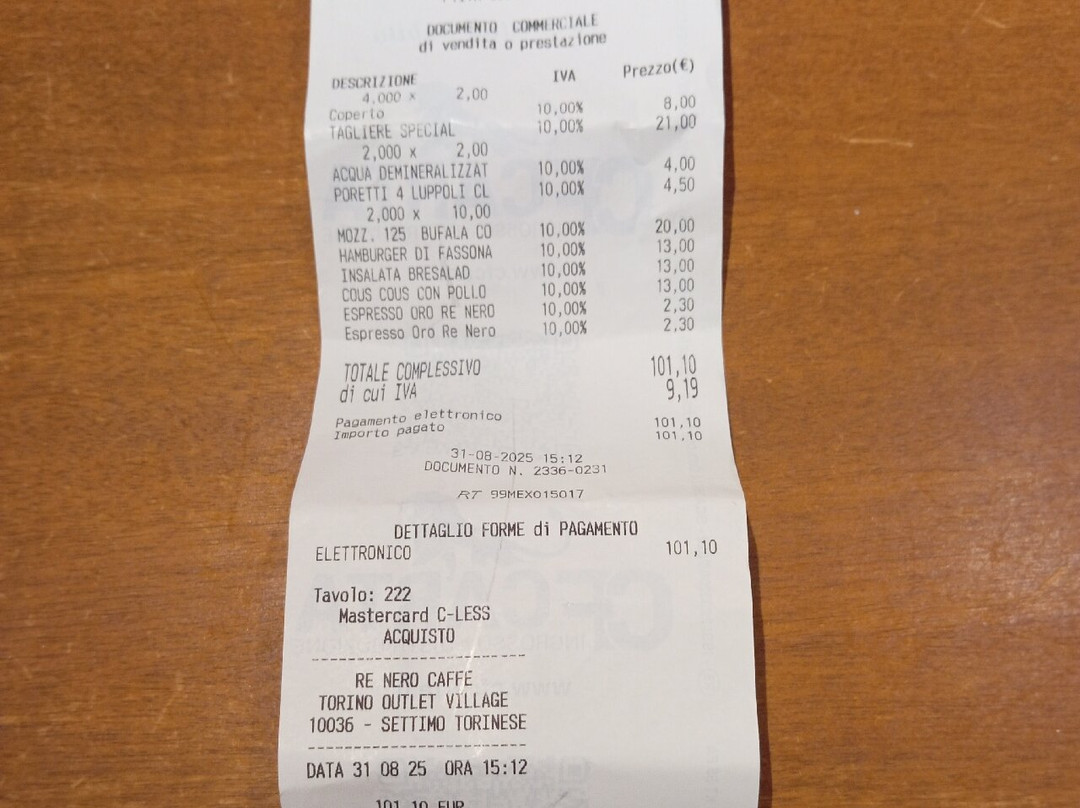 DOCUMENTO COMMERCIALE
di vendita o prestazione
DESCRIZIONE IVA Prezzo(€)
4,000 x 2,00
Coperto 10,00% 8,00
TAGLIERE SPECIAL 10,00% 21,00
2,000 x 2,00
ACQUA DEMINERALIZZAT 10,00% 4,00
PORETTI 4 LUPPOLI CL 10,00% 4,50
2,000 x 10,00
MOZZ. 125 BUFALA CO 10,00% 20,00
HAMBURGER DI FASSONA 10,00% 13,00
INSALATA BRESALAD 10,00% 13,00
COUS COUS CON POLLO 10,00% 13,00
ESPRESSO ORO RE NERO 10,00% 2,30
Espresso Oro Re Nero 10,00% 2,30
TOTALE COMPLESSIVO 101,10
di cui IVA 9,19
Pagamento elettronico 101,10
Importo pagato 101,10
31-08-2025 15:12
DOCUMENTO N. 2336-0231
RT 99MEX015017
DETTAGLIO FORME di PAGAMENTO
ELETTRONICO 101,10
Tavolo: 222
Mastercard C-LESS
ACQUISTO
--------------------------
RE NERO CAFFE
TORINO OUTLET VILLAGE
10036 - SETTIMO TORINESE
--------------------------
DATA 31 08 25 ORA 15:12
101,10 EUR